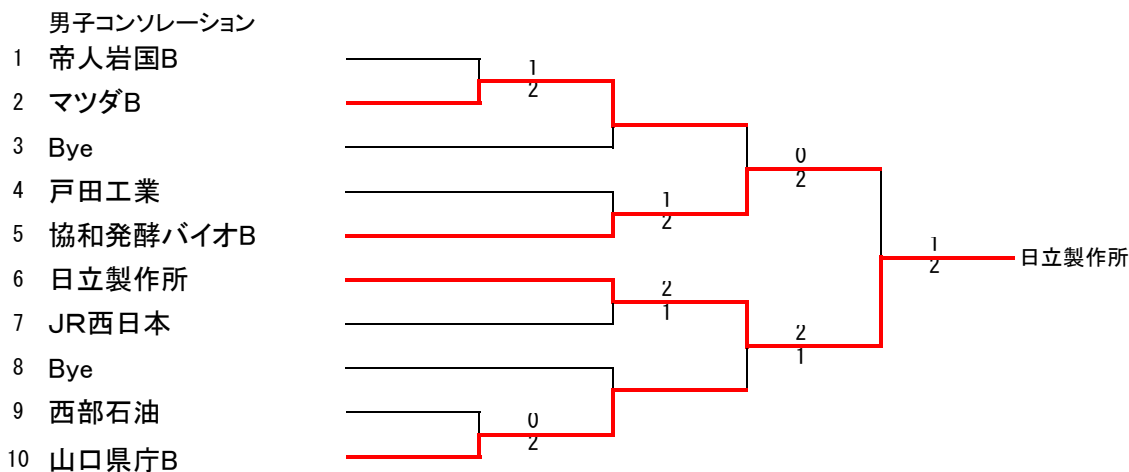 男子コンソレーション
1 帝人岩国B
1
2
2 マツダB
3 Bye
0
2
4 戸田工業
1
2
5 協和発酵バイオB
1
2
日立製作所
6 日立製作所
2
1
7 JR西日本
2
1
8 Bye
9 西部石油
0
2
10 山口県庁B